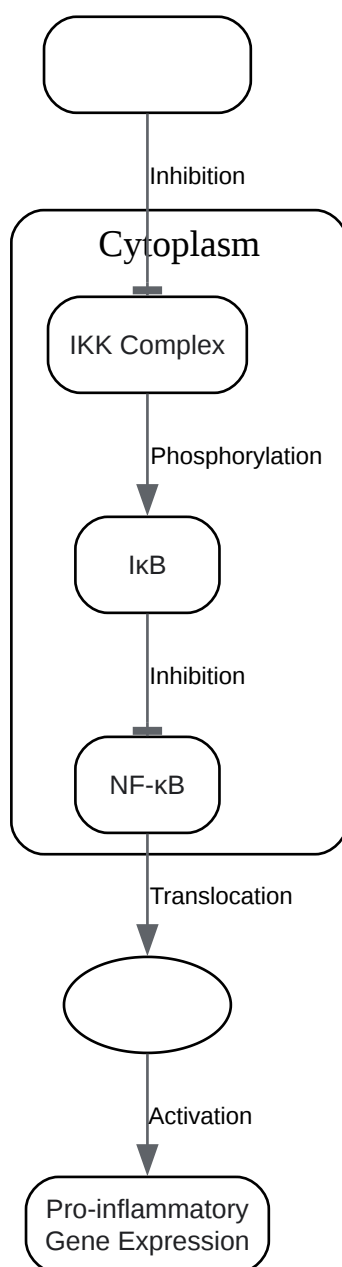 Inhibition
Cytoplasm
IKK Complex
Phosphorylation
IκB
Inhibition
NF-κB
Translocation
Activation
Pro-inflammatory
Gene Expression